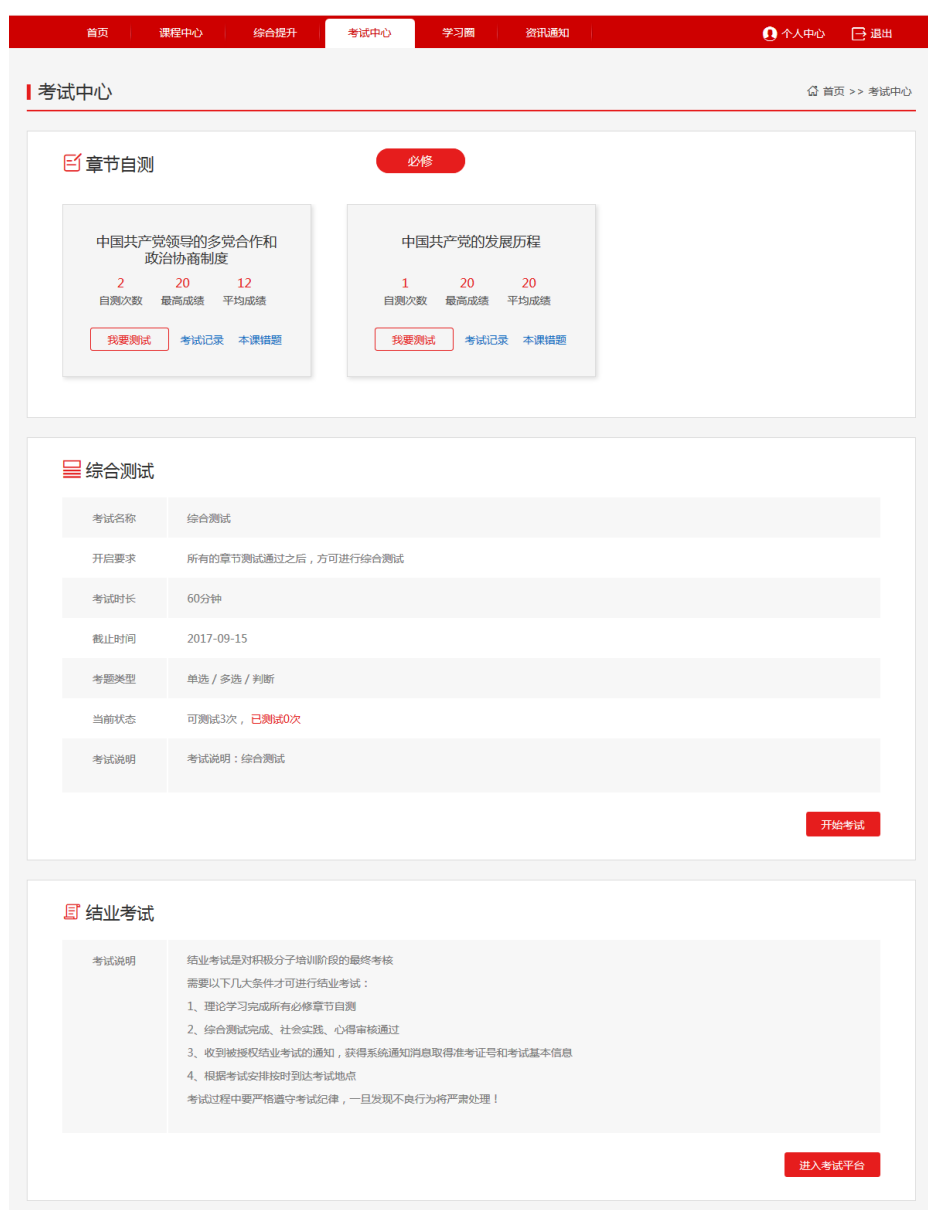 首页 课程中心 综合提升 考试中心 学习圈 资讯通知 个人中心 退出
考试中心
首页 >> 考试中心
章节自测
必修
中国共产党领导的多党合作和
政治协商制度
2 20 12
自测次数 最高成绩 平均成绩
我要测试 考试记录 本课错题
中国共产党的发展历程
1 20 20
自测次数 最高成绩 平均成绩
我要测试 考试记录 本课错题
综合测试
考试名称 综合测试
开启要求 所有的章节测试通过之后，方可进行综合测试
考试时长 60分钟
截止时间 2017-09-15
考题类型 单选 / 多选 / 判断
当前状态 可测试3次， 已测试0次
考试说明 考试说明：综合测试
开始考试
结业考试
考试说明 结业考试是对积极分子培训阶段的最终考核
需要以下几大条件才可进行结业考试：
1、理论学习完成所有必修章节自测
2、综合测试完成、社会实践、心得审核通过
3、收到被授权结业考试的通知，获得系统通知消息取得准考证号和考试基本信息
4、根据考试安排按时到达考试地点
考试过程中要严格遵守考试纪律，一旦发现不良行为将严肃处理！
进入考试平台